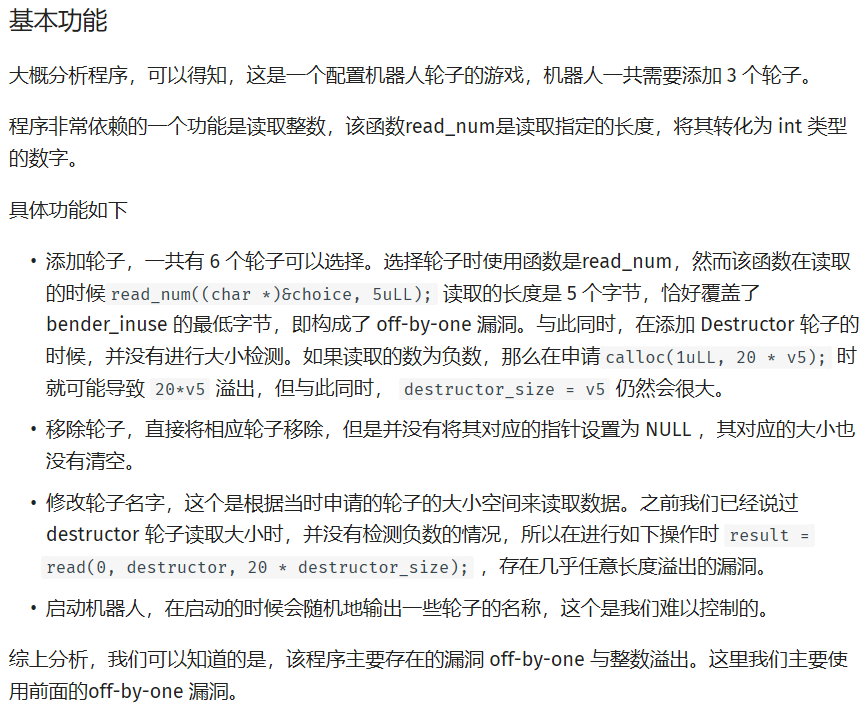 基本功能
大概分析程序，可以得知，这是一个配置机器人轮子的游戏，机器人一共需要添加 3 个轮子。
程序非常依赖的一个功能是读取整数，该函数read_num是读取指定的长度，将其转化为 int 类型
的数字。
具体功能如下
• 添加轮子，一共有 6 个轮子可以选择。选择轮子时使用函数是read_num，然而该函数在读取
的时候 read_num((char *)&choice, 5uLL); 读取的长度是 5 个字节，恰好覆盖了
bender_inuse 的最低字节，即构成了 off-by-one 漏洞。与此同时，在添加 Destructor 轮子的
时候，并没有进行大小检测。如果读取的数为负数，那么在申请 calloc(1uLL, 20 * v5); 时
就可能导致 20*v5 溢出，但与此同时， destructor_size = v5 仍然会很大。
• 移除轮子，直接将相应轮子移除，但是并没有将其对应的指针设置为 NULL ，其对应的大小也
没有清空。
• 修改轮子名字，这个是根据当时申请的轮子的大小空间来读取数据。之前我们已经说过
destructor 轮子读取大小时，并没有检测负数的情况，所以在进行如下操作时 result =
read(0, destructor, 20 * destructor_size); ，存在几乎任意长度溢出的漏洞。
• 启动机器人，在启动的时候会随机地输出一些轮子的名称，这个是我们难以控制的。
综上分析，我们可以知道的是，该程序主要存在的漏洞 off-by-one 与整数溢出。这里我们主要使
用前面的off-by-one 漏洞。